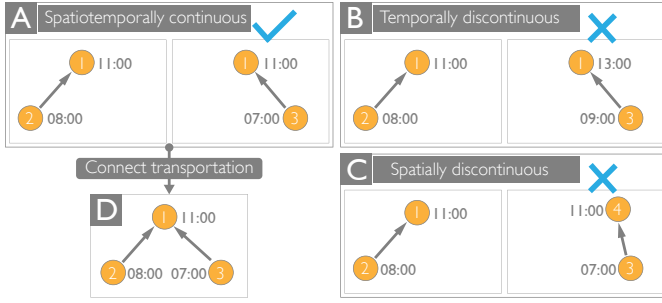 A Spatiotemporally continuous
1 11:00
2 08:00
1 11:00
07:00 3
B Temporally discontinuous
1 11:00
2 08:00
1 13:00
09:00 3
Connect transportation
C Spatially discontinuous
1 11:00
2 08:00
11:00 4
07:00 3
D
1 11:00
2 08:00 07:00 3